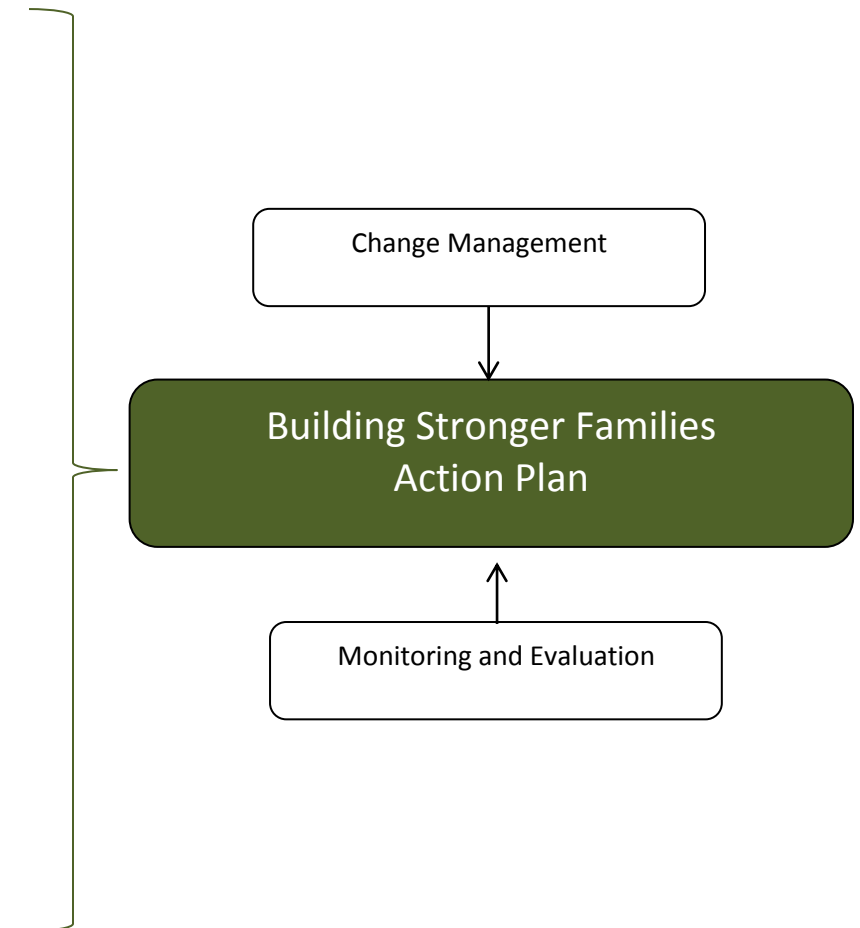 Change Management
Building Stronger Families
Action Plan
Monitoring and Evaluation